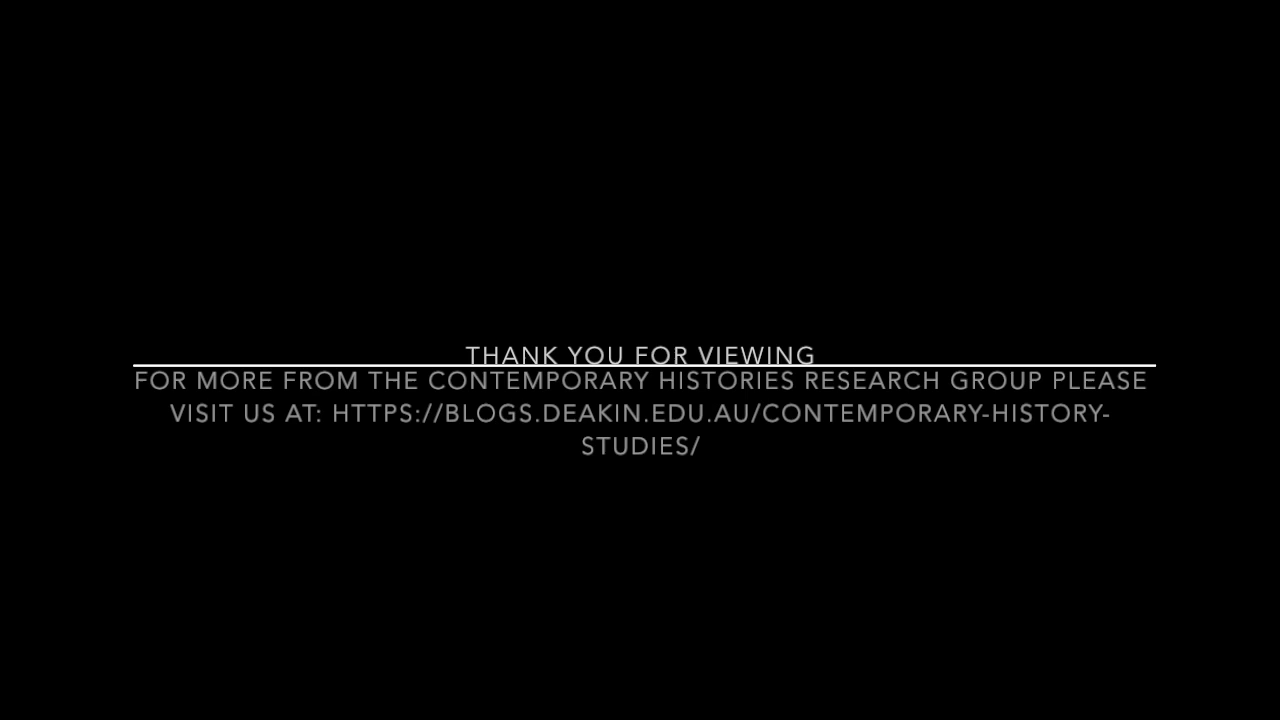 THANK YOU FOR VIEWING
FOR MORE FROM THE CONTEMPORARY HISTORIES RESEARCH GROUP PLEASE
VISIT US AT: HTTPS://BLOGS.DEAKIN.EDU.AU/CONTEMPORARY-HISTORY-
STUDIES/